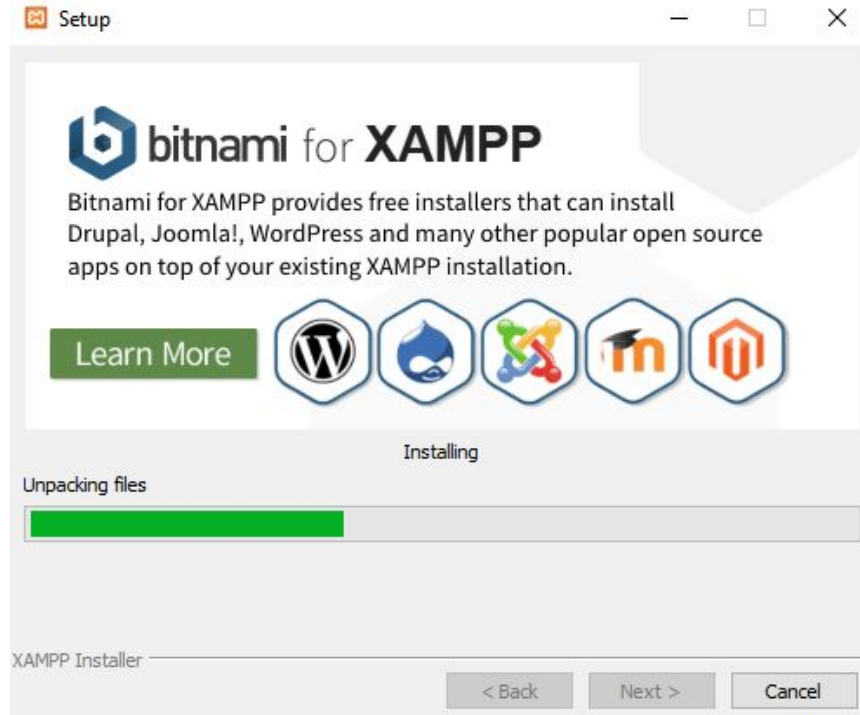 Setup
bitnami for XAMPP
Bitnami for XAMPP provides free installers that can install
Drupal, Joomla!, WordPress and many other popular open source
apps on top of your existing XAMPP installation.
Learn More
Installing
Unpacking files
XAMPP Installer
< Back Next > Cancel